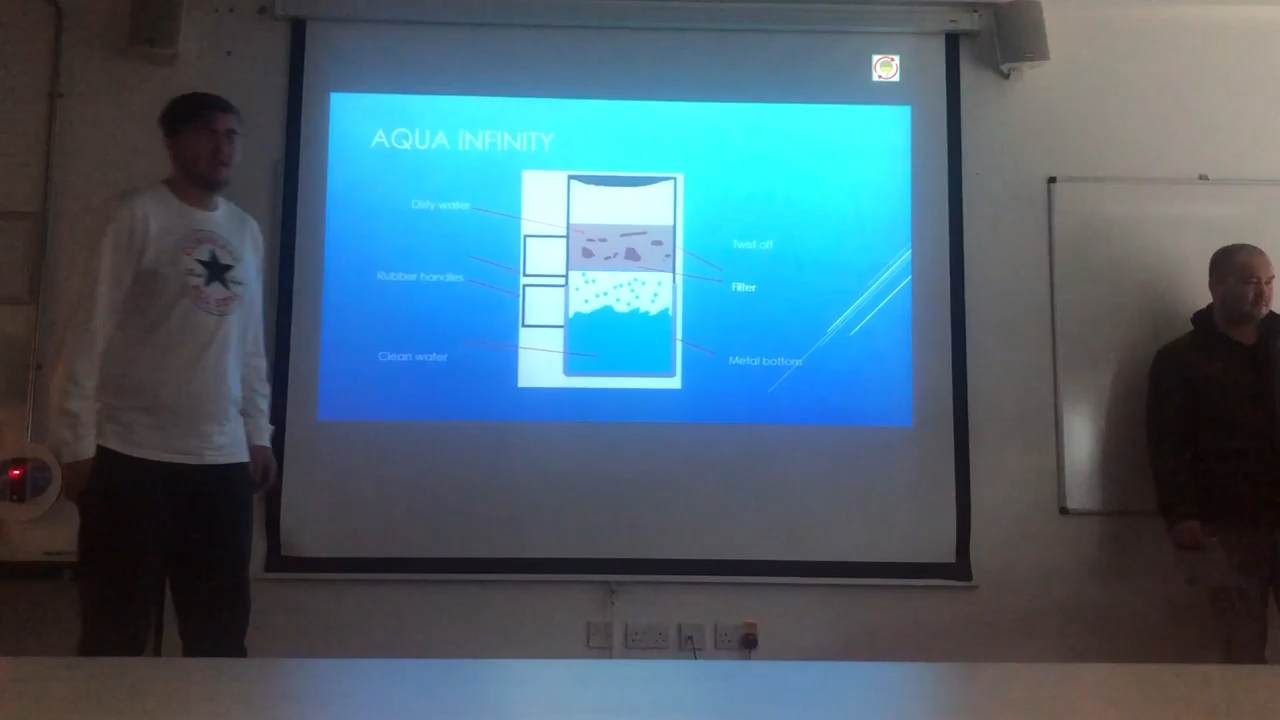 AQUA INFINITY
Dirty water
Twist off
Rubber handles
Filter
Clean water
Metal bottom